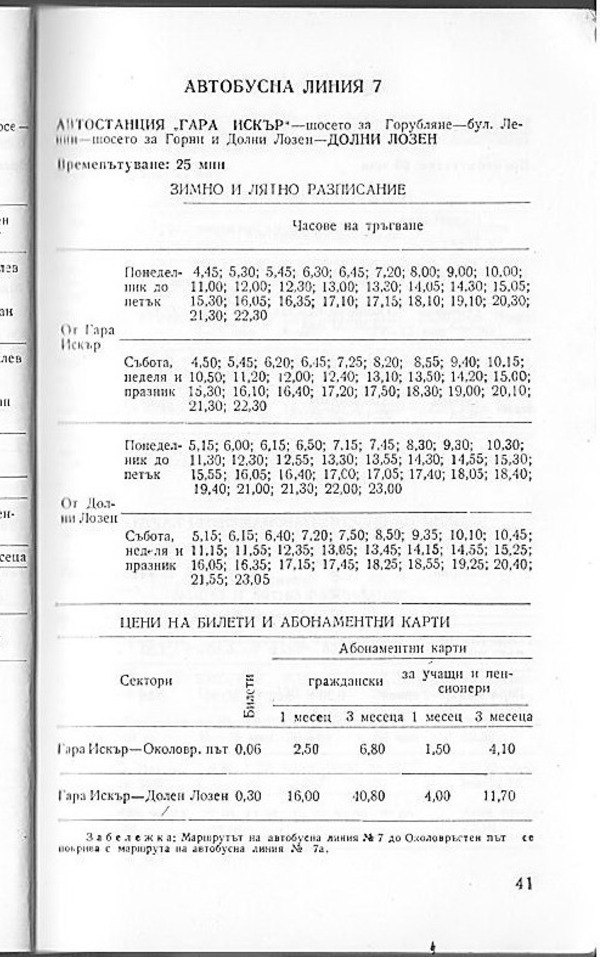 АВТОБУСНА ЛИНИЯ 7
АВТОСТАНЦИЯ „ГАРА ИСКЪР"—шосето за Горубляне—бул. Ле-
нин—шосето за Горни и Долни Лозен—ДОЛНИ ЛОЗЕН
Времепътуване: 25 мин
ЗИМНО И ЛЯТНО РАЗПИСАНИЕ
Часове на тръгване
От Гара Искър
Понедел- 4,45; 5,30; 5,45; 6,30; 6,45; 7,20; 8,00; 9,00; 10,00;
ник до 11,00; 12,00; 12,30; 13,00; 13,30; 14,05; 14,30; 15,05;
петък 15,30; 16,05; 16,35; 17,10; 17,15; 18,10; 19,10; 20,30;
21,30; 22,30
Събота, 4,50; 5,45; 6,20; 6,45; 7,25; 8,20; 8,55; 9,40; 10,15;
неделя и 10,50; 11,20; 12,00; 12,40; 13,10; 13,50; 14,20; 15,00;
празник 15,30; 16,10; 16,40; 17,20; 17,50; 18,30; 19,00; 20,10;
21,30; 22,30
От Дол-
ни Лозен
Понедел- 5,15; 6,00; 6,15; 6,50; 7,15; 7,45; 8,30; 9,30; 10,30;
ник до 11,30; 12,30; 12,55; 13,30; 13,55; 14,30; 14,55; 15,30;
петък 15,55; 16,05; 16,40; 17,00; 17,05; 17,40; 18,05; 18,40;
19,40; 21,00; 21,30; 22,00; 23,00
Събота, 5,15; 6,15; 6,40; 7,20; 7,50; 8,50; 9,35; 10,10; 10,45;
неделя и 11,15; 11,55; 12,35; 13,05; 13,45; 14,15; 14,55; 15,25;
празник 16,05; 16,35; 17,15; 17,45; 18,25; 18,55; 19,25; 20,40;
21,55; 23,05
ЦЕНИ НА БИЛЕТИ И АБОНАМЕНТНИ КАРТИ
Абонаментни карти
Сектори Билети граждански за учащи и пен-
сионери
1 месец 3 месеца 1 месец 3 месеца
Гара Искър—Околовр. път 0,06 2,50 6,80 1,50 4,10
Гара Искър—Долен Лозен 0,30 16,00 40,80 4,00 11,70
Забележка: Маршрутът на автобусна линия № 7 до Околовръстен път се
покрива с маршрута на автобусна линия № 7а.
41